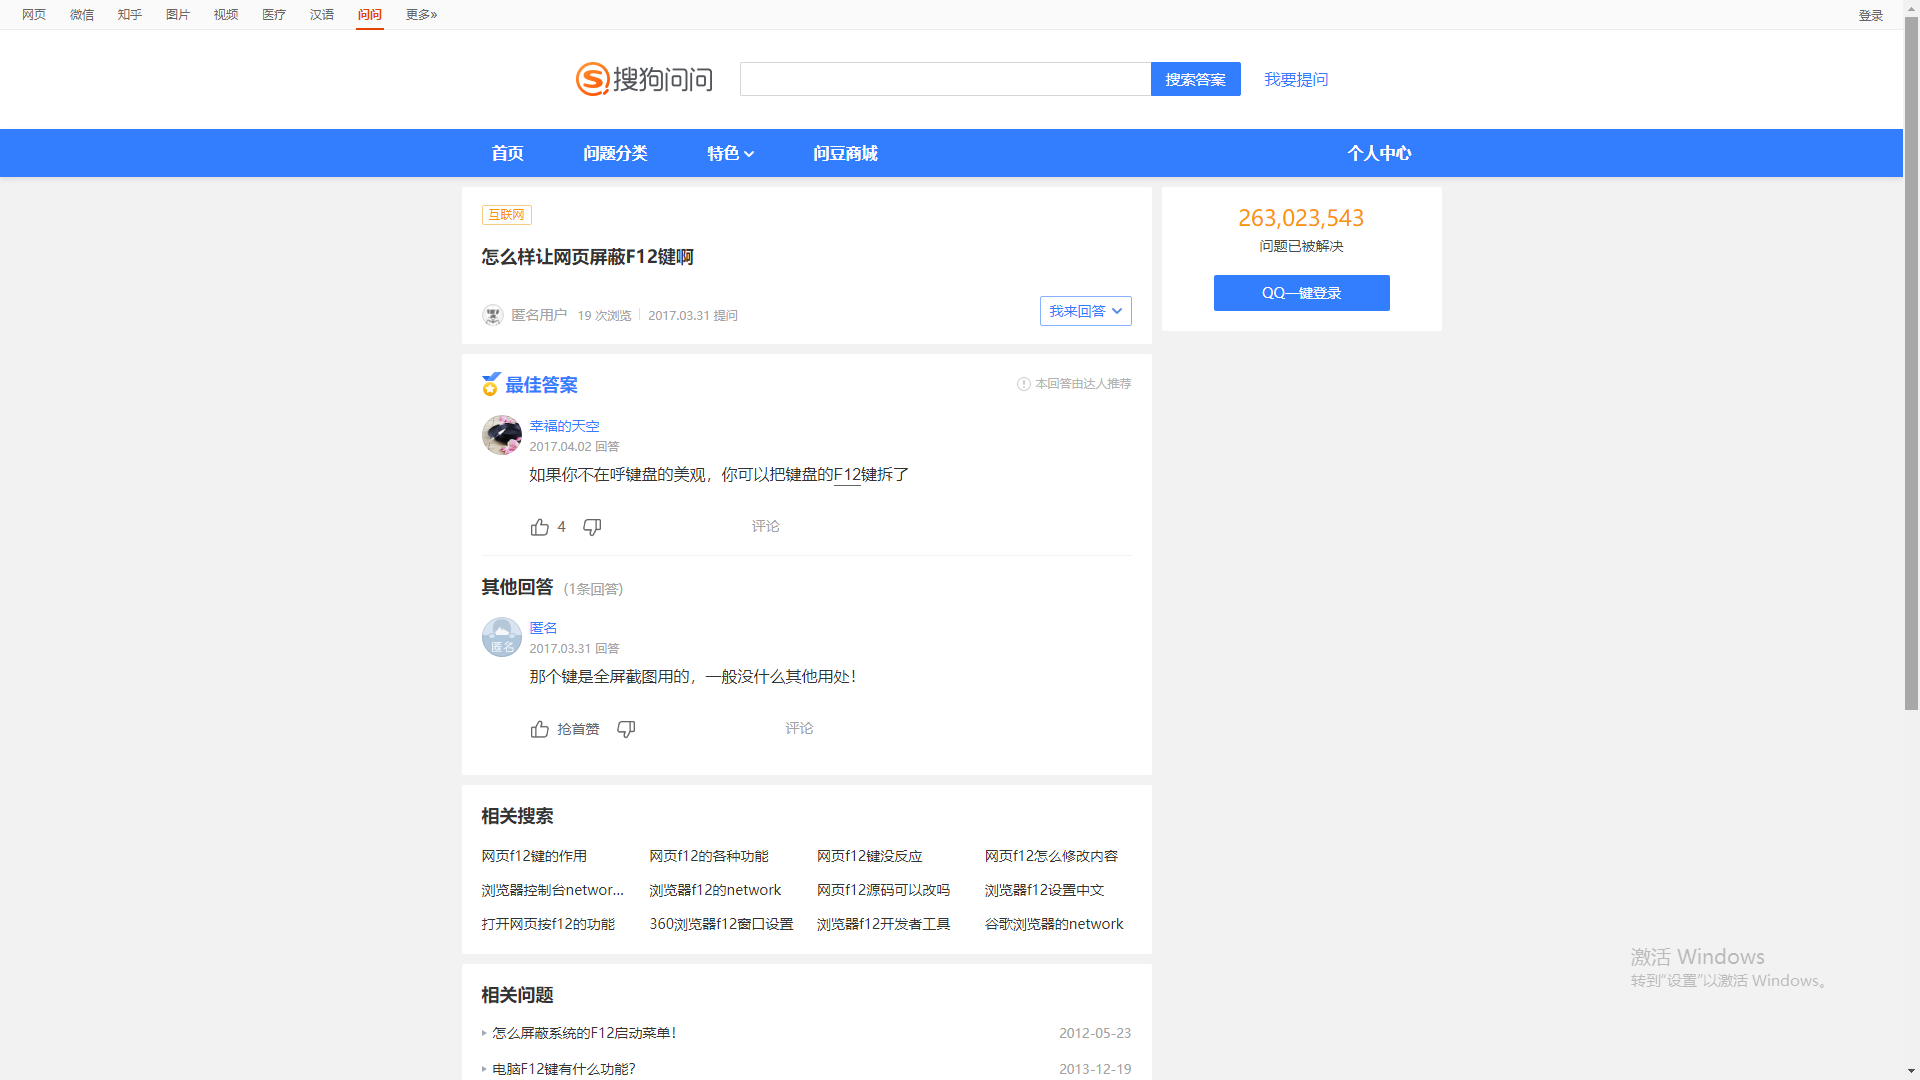 网页 微信 知乎 图片 视频 医疗 汉语 问问 更多» 登录
搜狗问问 搜索答案 我要提问
首页 问题分类 特色 问豆商城 个人中心
互联网
怎么样让网页屏蔽F12键啊
匿名用户 19 次浏览 2017.03.31 提问 我来回答
263,023,543
问题已被解决
QQ一键登录
最佳答案 本回答由达人推荐
幸福的天空
2017.04.02 回答
如果你不在呼键盘的美观，你可以把键盘的F12键拆了
4 评论
其他回答 (1条回答)
匿名
匿名
2017.03.31 回答
那个键是全屏截图用的，一般没什么其他用处！
抢首赞 评论
相关搜索
网页f12键的作用 网页f12的各种功能 网页f12键没反应 网页f12怎么修改内容
浏览器控制台networ... 浏览器f12的network 网页f12源码可以改吗 浏览器f12设置中文
打开网页按f12的功能 360浏览器f12窗口设置 浏览器f12开发者工具 谷歌浏览器的network
相关问题
怎么屏蔽系统的F12启动菜单！ 2012-05-23
电脑F12键有什么功能？ 2013-12-19
激活 Windows
转到“设置”以激活 Windows。